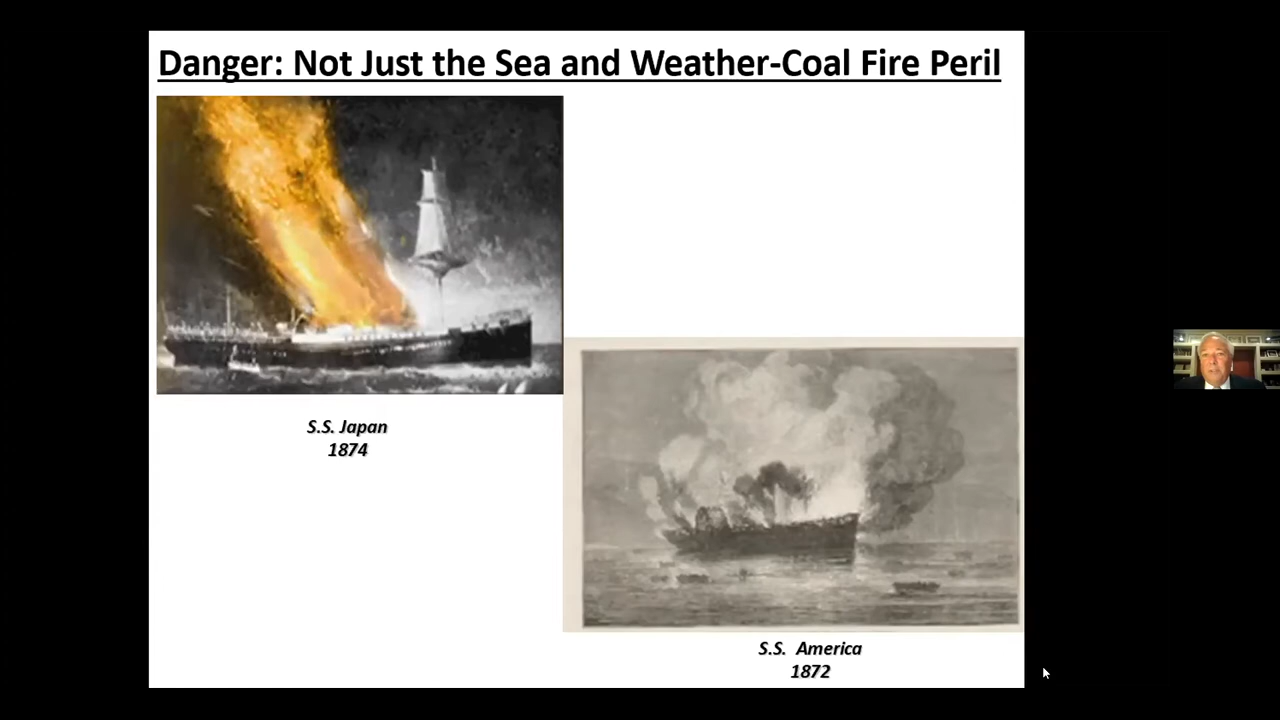 Danger: Not Just the Sea and Weather-Coal Fire Peril
S.S. Japan
1874
S.S. America
1872